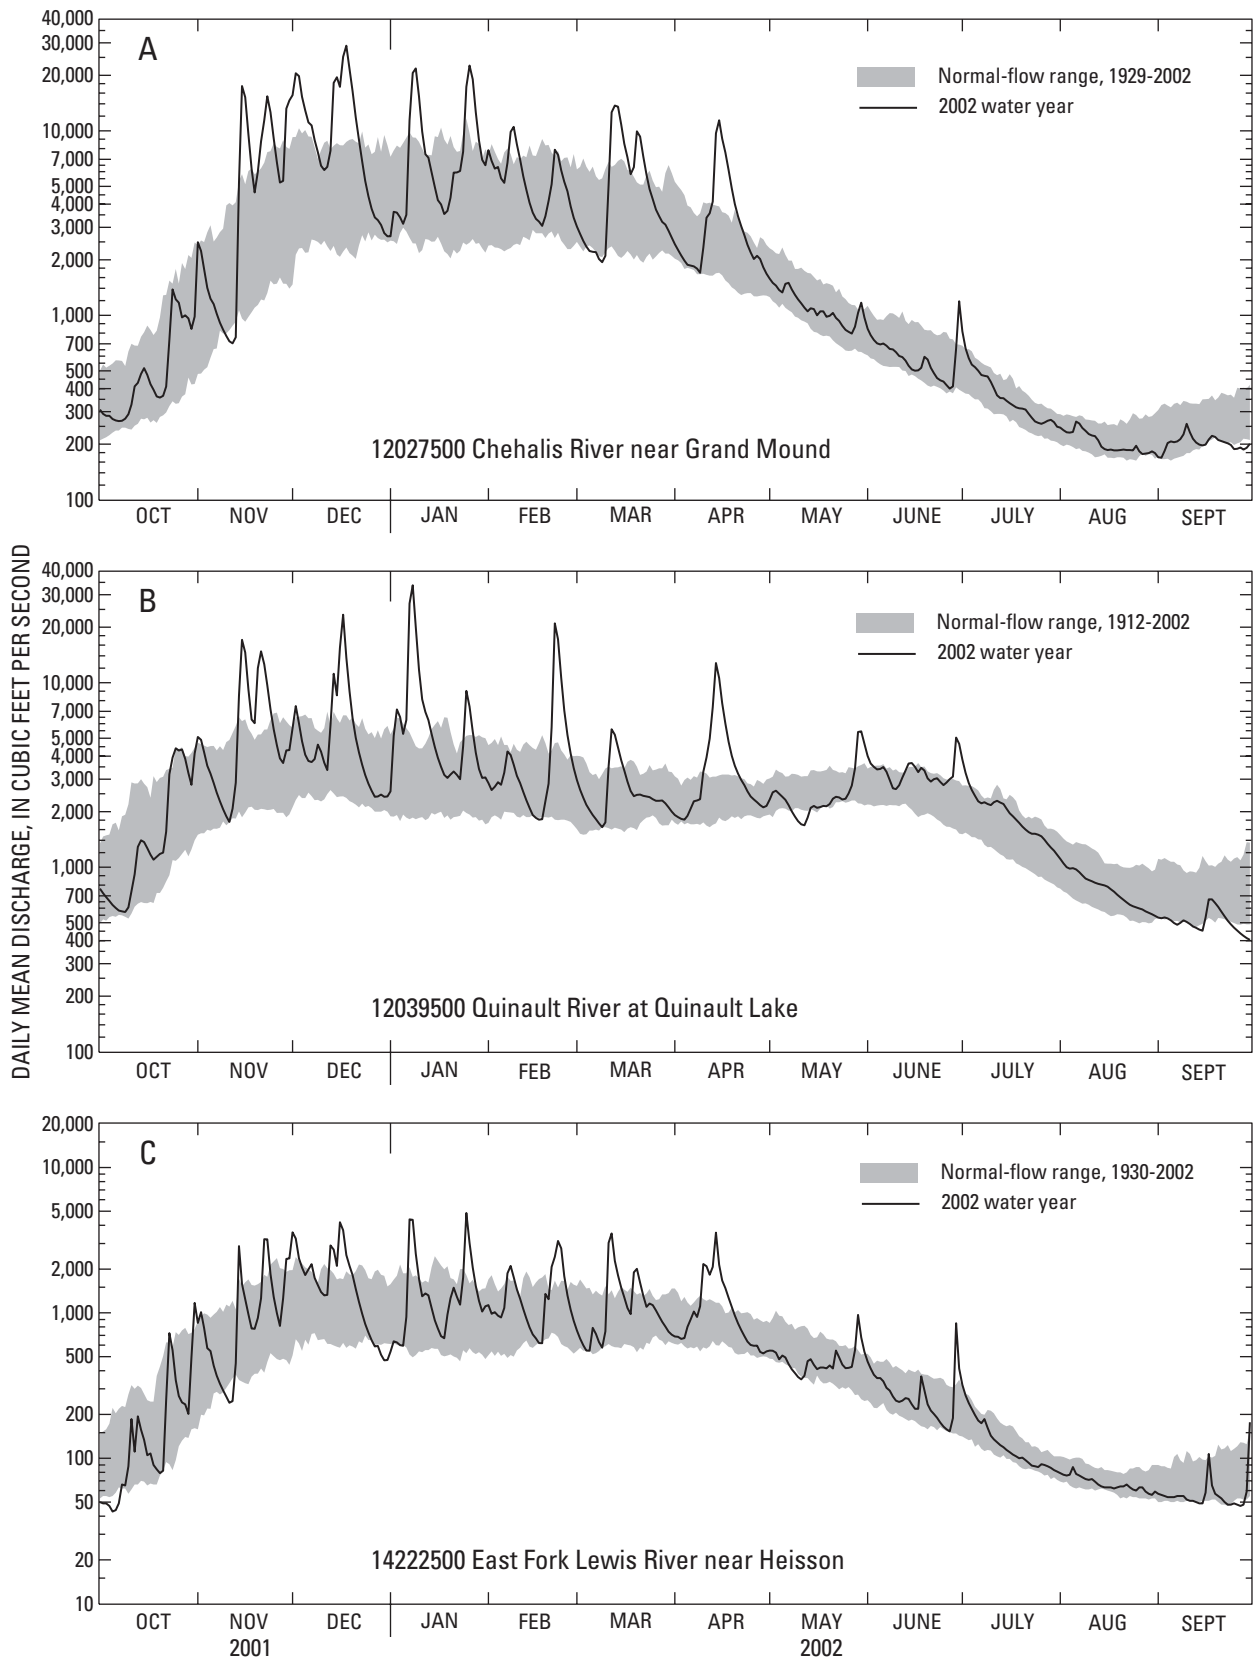 DAILY MEAN DISCHARGE, IN CUBIC FEET PER SECOND
A
40,000
30,000
20,000
10,000
7,000
5,000
4,000
3,000
2,000
1,000
700
500
400
300
200
100
Normal-flow range, 1929-2002
2002 water year
12027500 Chehalis River near Grand Mound
OCT NOV DEC JAN FEB MAR APR MAY JUNE JULY AUG SEPT
B
40,000
30,000
20,000
10,000
7,000
5,000
4,000
3,000
2,000
1,000
700
500
400
300
200
100
Normal-flow range, 1912-2002
2002 water year
12039500 Quinault River at Quinault Lake
OCT NOV DEC JAN FEB MAR APR MAY JUNE JULY AUG SEPT
C
20,000
10,000
5,000
2,000
1,000
500
200
100
50
20
10
Normal-flow range, 1930-2002
2002 water year
14222500 East Fork Lewis River near Heisson
OCT NOV DEC JAN FEB MAR APR MAY JUNE JULY AUG SEPT
2001 2002